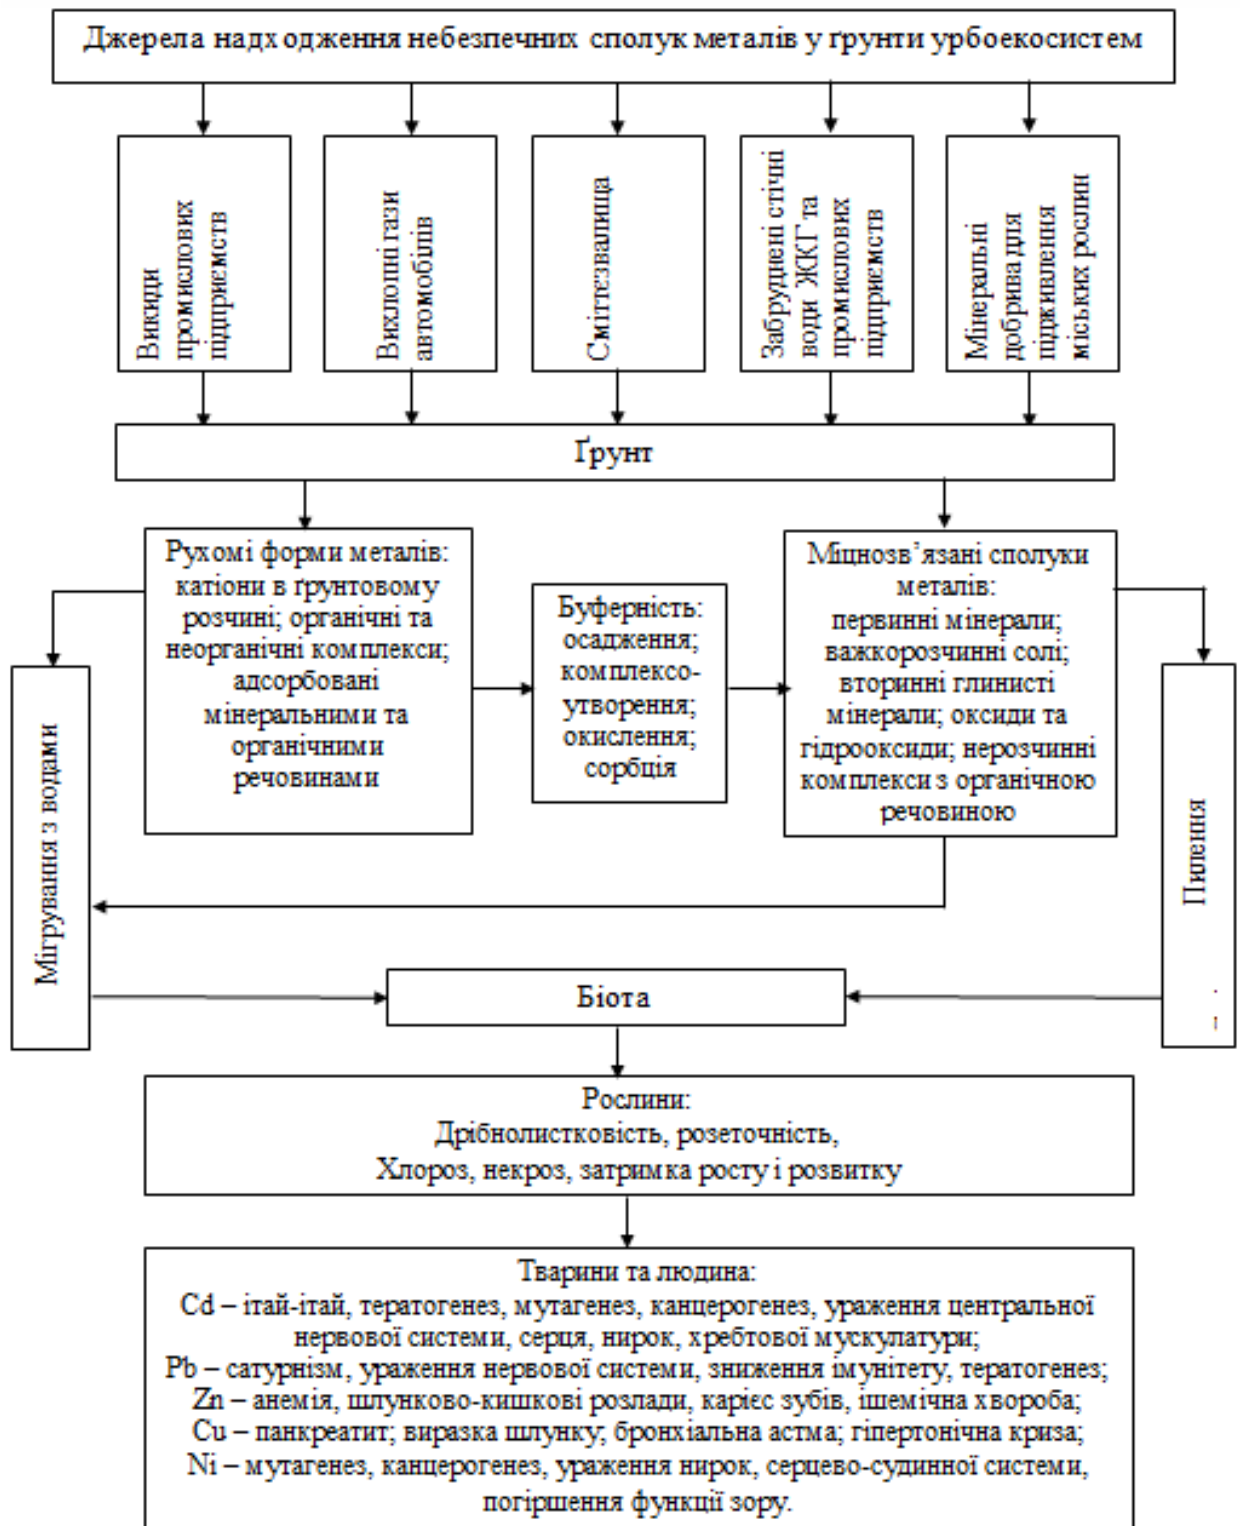 Джерела надходження небезпечних сполук металів у ґрунти урбоекосистем
Викиди
промислових
підприємств
Вихлопні гази
автомобілів
Сміттєзвалища
Забруднені стічні
води ЖКГ та
промислових
підприємств
Мінеральні
добрива для
підживлення
міських рослин
Ґрунт
Рухомі форми металів:
катіони в ґрунтовому
розчині; органічні та
неорганічні комплекси;
адсорбовані
мінеральними та
органічними
речовинами
Буферність:
осадження;
комплексо-
утворення;
окислення;
сорбція
Міцнозв’язані сполуки
металів:
первинні мінерали;
важкорозчинні солі;
вторинні глинисті
мінерали; оксиди та
гідрооксиди; нерозчинні
комплекси з органічною
речовиною
Мігрування з водами
Пилення
Біота
Рослини:
Дрібнолистковість, розеточність,
Хлороз, некроз, затримка росту і розвитку
Тварини та людина:
Cd – ітай-ітай, тератогенез, мутагенез, канцерогенез, ураження центральної
нервової системи, серця, нирок, хребтової мускулатури;
Pb – сатурнізм, ураження нервової системи, зниження імунітету, тератогенез;
Zn – анемія, шлунково-кишкові розлади, карієс зубів, ішемічна хвороба;
Cu – панкреатит; виразка шлунку; бронхіальна астма; гіпертонічна криза;
Ni – мутагенез, канцерогенез, ураження нирок, серцево-судинної системи,
погіршення функції зору.